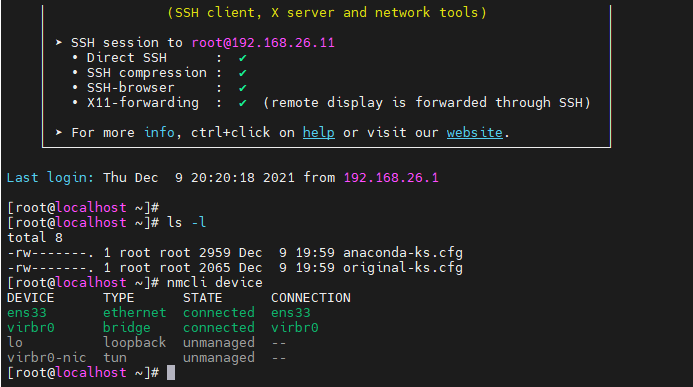 (SSH client, X server and network tools)
➤ SSH session to root@192.168.26.11
• Direct SSH      :  ✔
• SSH compression :  ✔
• SSH-browser     :  ✔
• X11-forwarding  :  ✔  (remote display is forwarded through SSH)
➤ For more info, ctrl+click on help or visit our website.
Last login: Thu Dec  9 20:20:18 2021 from 192.168.26.1
[root@localhost ~]#
[root@localhost ~]# ls -l
total 8
-rw-------. 1 root root 2959 Dec  9 19:59 anaconda-ks.cfg
-rw-------. 1 root root 2065 Dec  9 19:59 original-ks.cfg
[root@localhost ~]# nmcli device
DEVICE      TYPE      STATE      CONNECTION
ens33       ethernet  connected  ens33
virbr0      bridge    connected  virbr0
lo          loopback  unmanaged  --
virbr0-nic  tun       unmanaged  --
[root@localhost ~]#